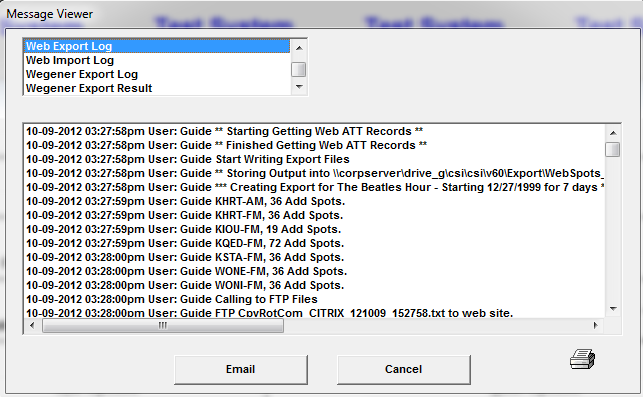 Test System Test System Test System
Message Viewer
Web Export Log
Web Import Log
Wegener Export Log
Wegener Export Result
10-09-2012 03:27:58pm User: Guide ** Starting Getting Web ATT Records **
10-09-2012 03:27:58pm User: Guide ** Finished Getting Web ATT Records **
10-09-2012 03:27:58pm User: Guide Start Writing Export Files
10-09-2012 03:27:58pm User: Guide ** Storing Output into \\corpserver\drive_g\csi\csi\v60\Export\WebSpots_
10-09-2012 03:27:58pm User: Guide *** Creating Export for The Beatles Hour - Starting 12/27/1999 for 7 days *
10-09-2012 03:27:59pm User: Guide KHRT-AM, 36 Add Spots.
10-09-2012 03:27:59pm User: Guide KHRT-FM, 36 Add Spots.
10-09-2012 03:27:59pm User: Guide KIOU-FM, 19 Add Spots.
10-09-2012 03:27:59pm User: Guide KQED-FM, 72 Add Spots.
10-09-2012 03:28:00pm User: Guide KSTA-FM, 36 Add Spots.
10-09-2012 03:28:00pm User: Guide WONE-FM, 36 Add Spots.
10-09-2012 03:28:00pm User: Guide WONI-FM, 36 Add Spots.
10-09-2012 03:28:00pm User: Guide Calling to FTP Files
10-09-2012 03:28:00pm User: Guide FTP CpyRotCom_CITRIX_121009_152758.txt to web site.
Email Cancel